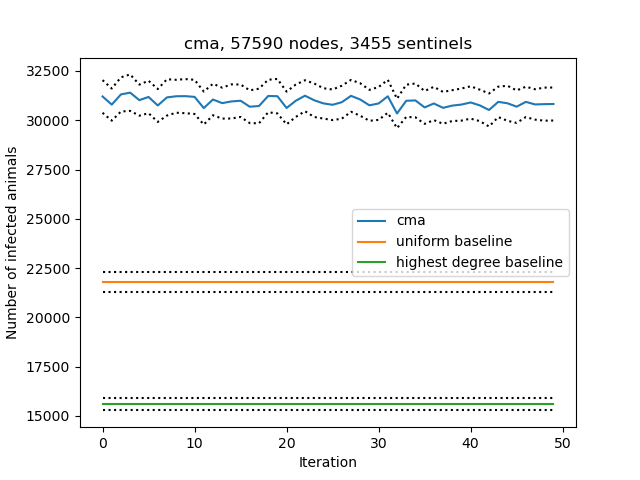 cma, 57590 nodes, 3455 sentinels
Number of infected animals
32500
30000
27500
25000
22500
20000
17500
15000
cma
uniform baseline
highest degree baseline
0 10 20 30 40 50
Iteration